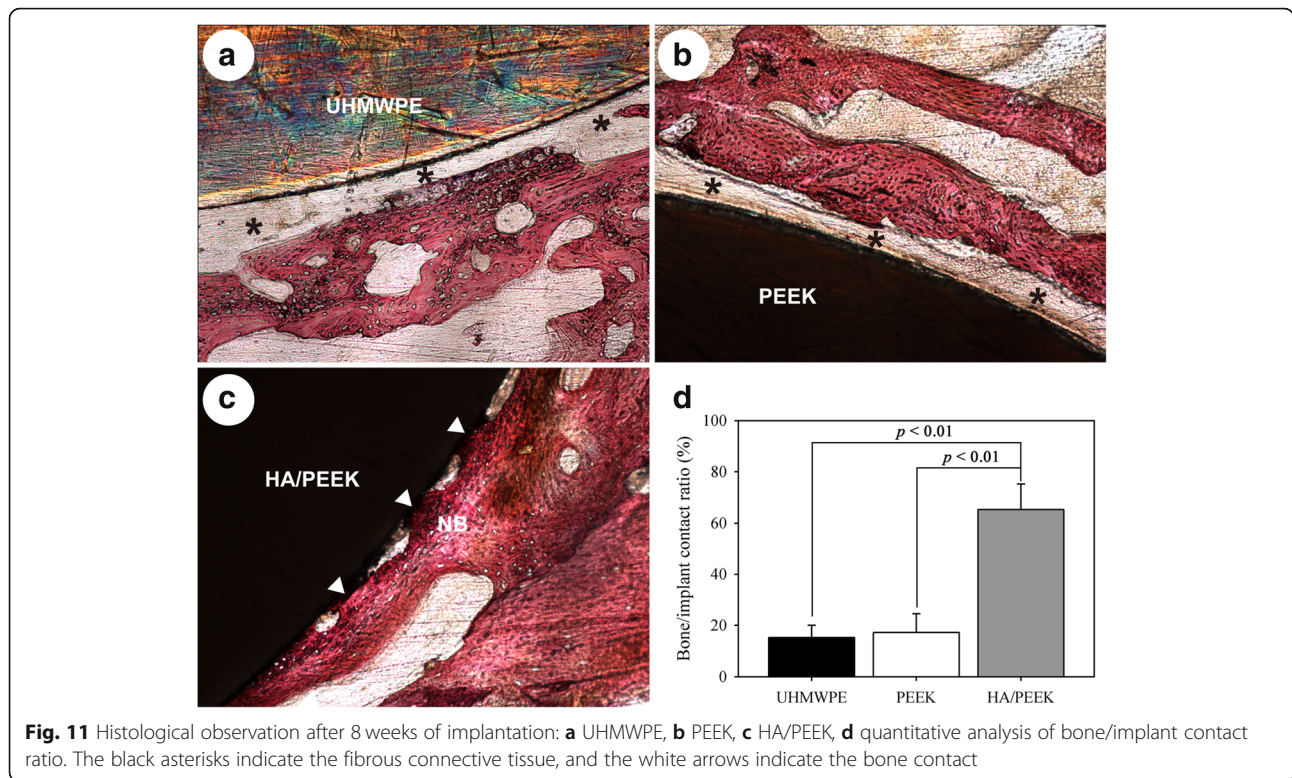 a
UHMWPE
*
*
*
b
*
*
*
PEEK
c
HA/PEEK
NB
d
Bone/implant contact ratio (%)
100
80
60
40
20
0
p < 0.01
p < 0.01
UHMWPE PEEK HA/PEEK
Fig. 11 Histological observation after 8 weeks of implantation: a UHMWPE, b PEEK, c HA/PEEK, d quantitative analysis of bone/implant contact
ratio. The black asterisks indicate the fibrous connective tissue, and the white arrows indicate the bone contact